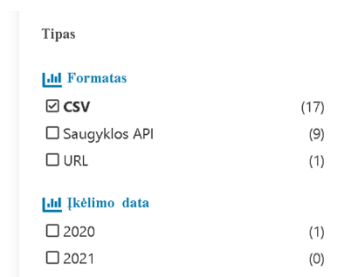 Tipas
Formatas
CSV (17)
Saugyklos API (9)
URL (1)
Įkėlimo data
2020 (1)
2021 (0)